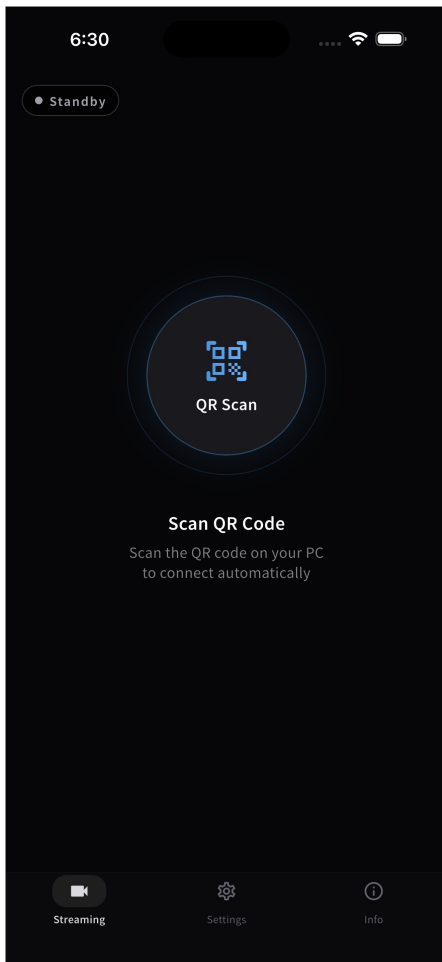 6:30
Standby
QR Scan
Scan QR Code
Scan the QR code on your PC
to connect automatically
Streaming
Settings
Info